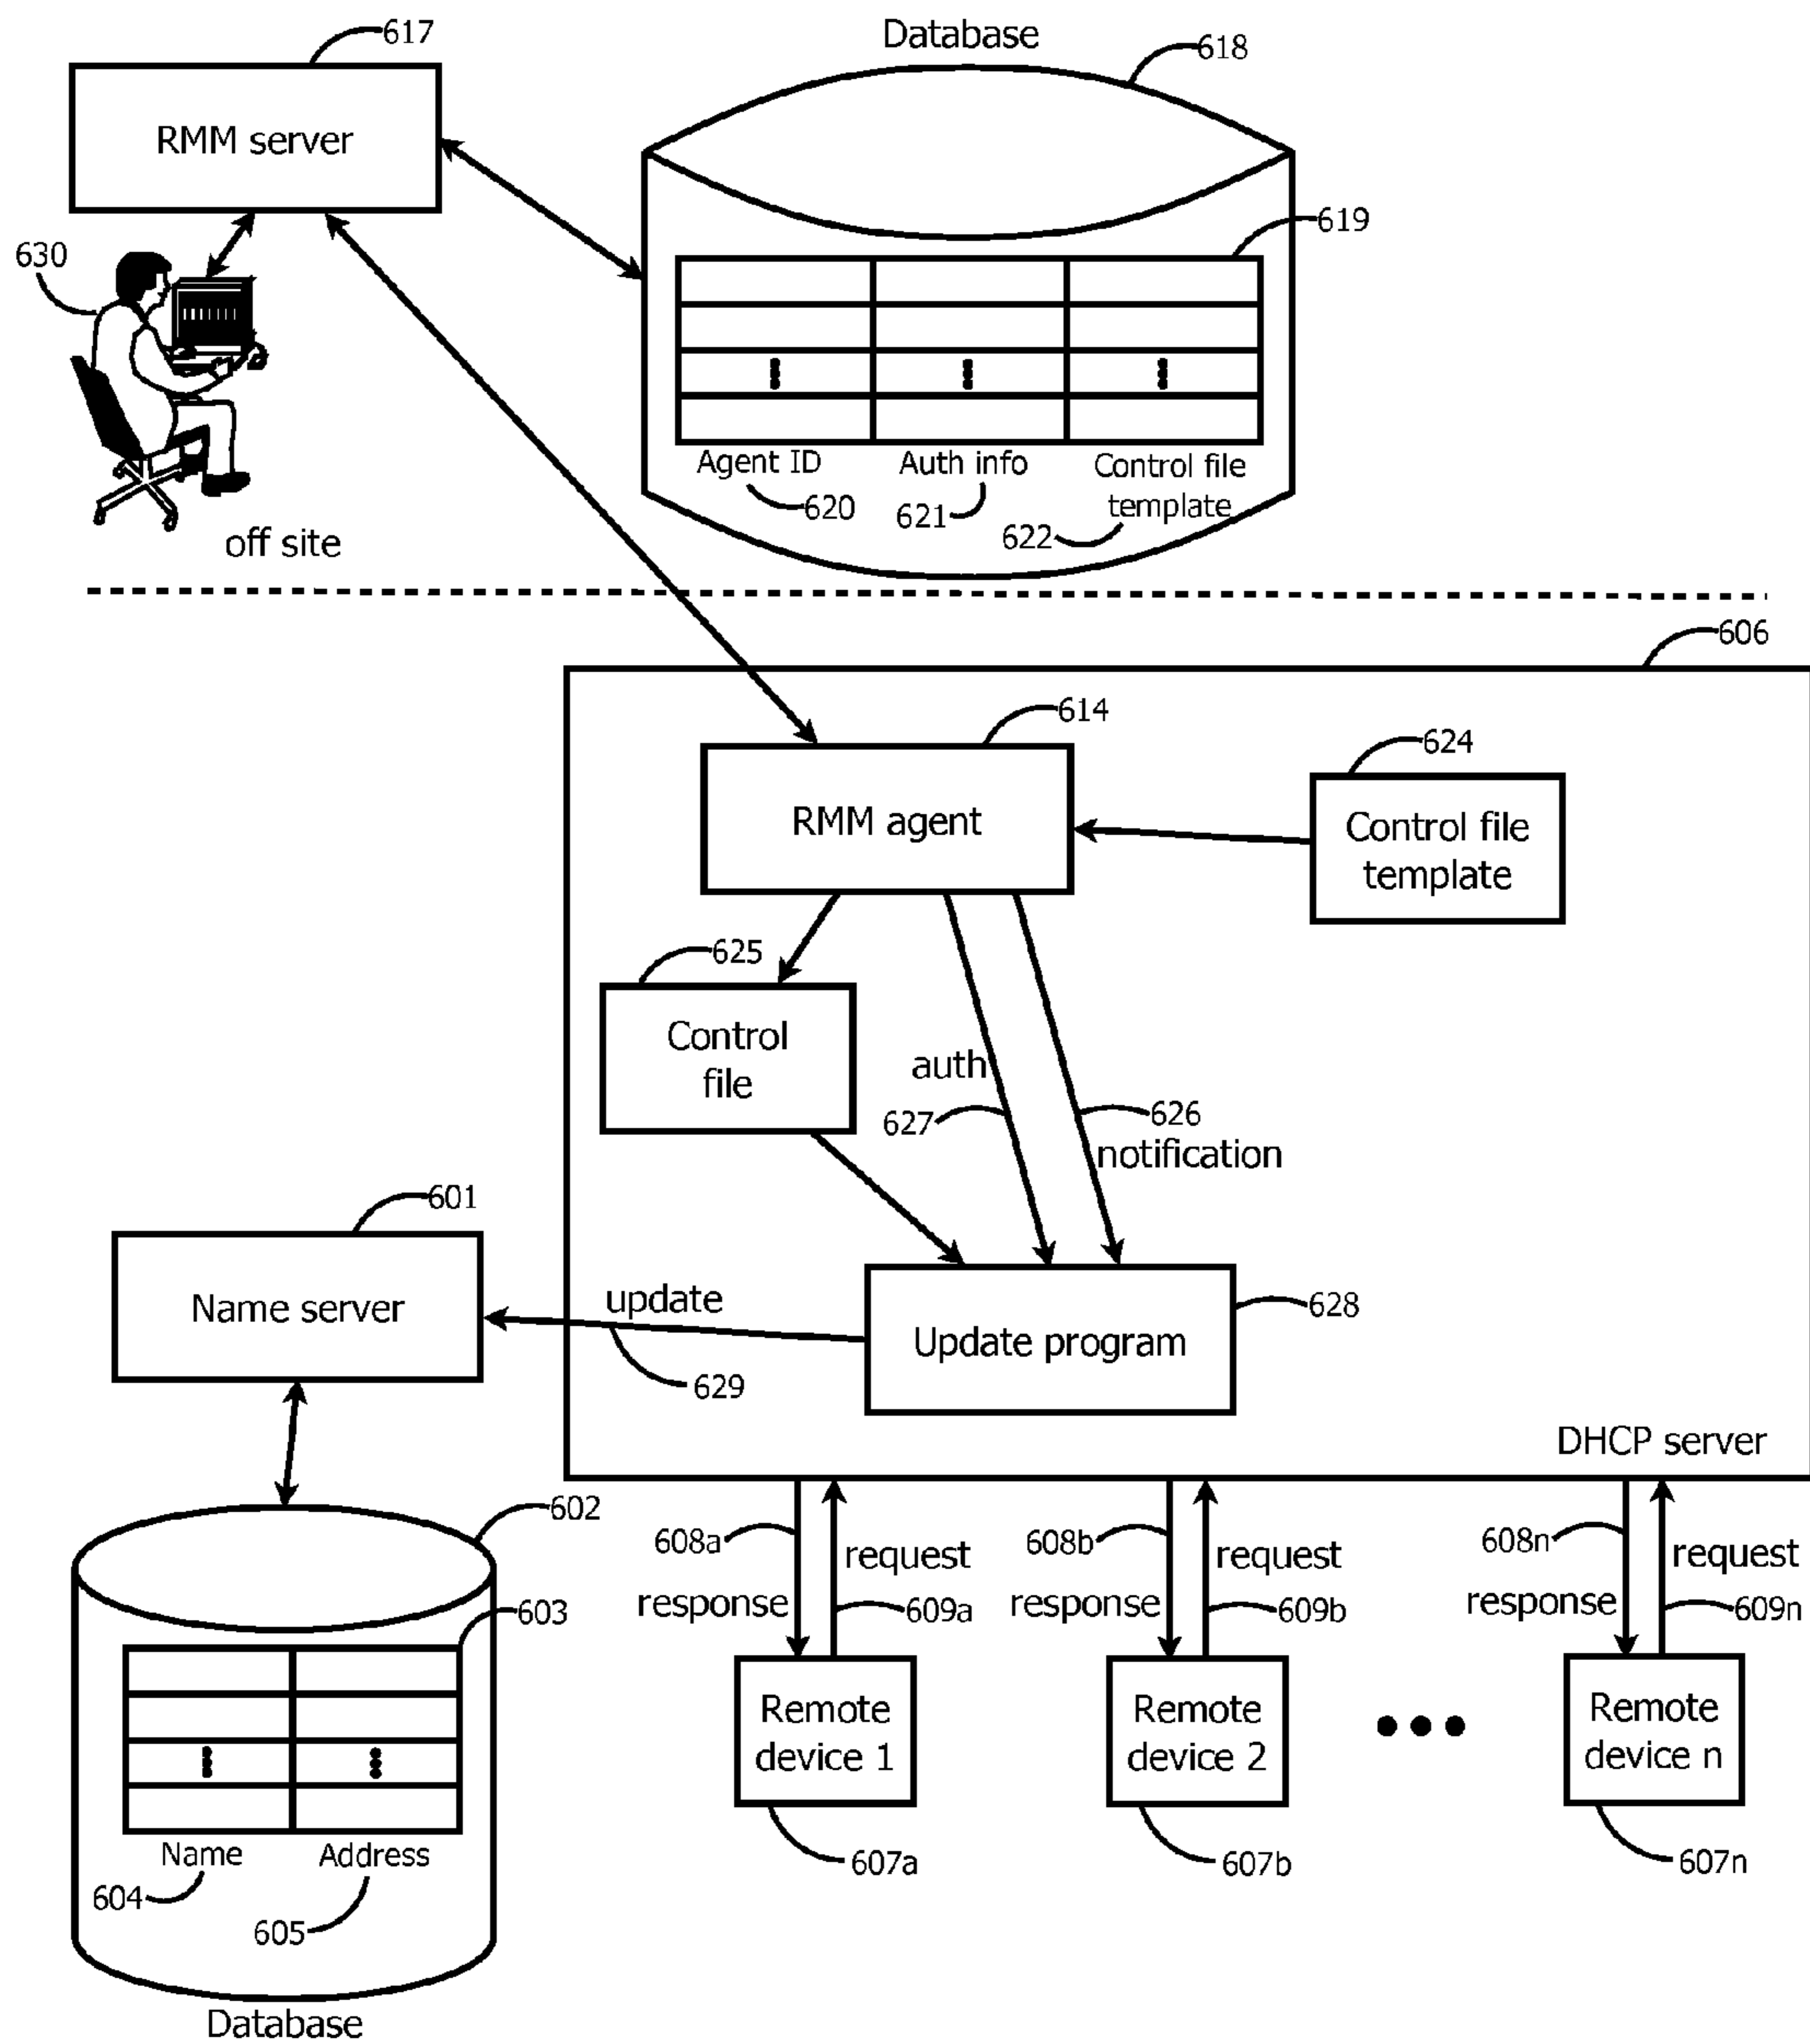 617
Database
618
RMM server
619
630
Agent ID
Auth info
Control file
template
620
621
622
off site
606
614
624
RMM agent
Control file
template
625
Control
file
auth
627
626
notification
601
Name server
update
628
Update program
629
DHCP server
602
608a
request
response
609a
608b
request
response
609b
608n
request
response
609n
603
Remote
device 1
Remote
device 2
Remote
device n
Name
Address
604
605
607a
607b
607n
Database